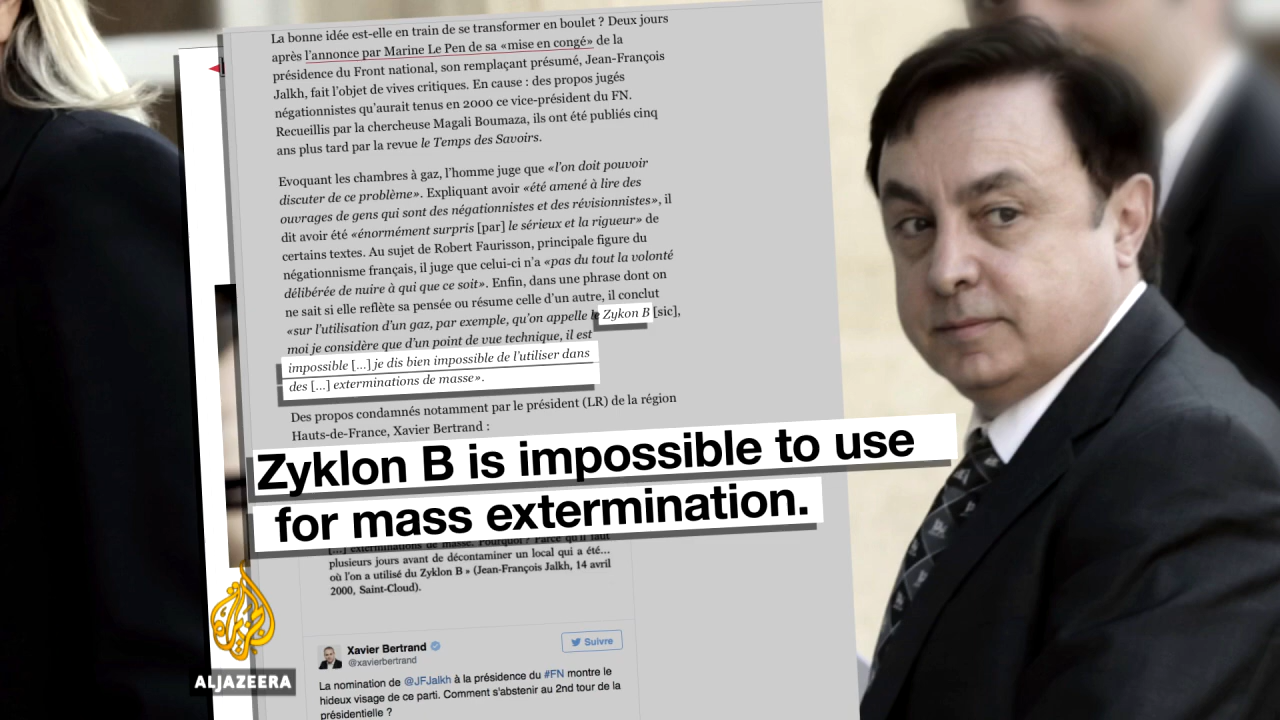 La bonne idée est-elle en train de se transformer en boulet ? Deux jours
après l'annonce par Marine Le Pen de sa «mise en congé» de la
présidence du Front national, son remplaçant présumé, Jean-François
Jalkh, fait l'objet de vives critiques. En cause : des propos jugés
négationnistes qu'aurait tenus en 2000 ce vice-président du FN.
Recueillis par la chercheuse Magali Boumaza, ils ont été publiés cinq
ans plus tard par la revue le Temps des Savoirs.
Evoquant les chambres à gaz, l'homme juge que «l'on doit pouvoir
discuter de ce problème». Expliquant avoir «été amené à lire des
ouvrages de gens qui sont des négationnistes et des révisionnistes», il
dit avoir été «énormément surpris [par] le sérieux et la rigueur» de
certains textes. Au sujet de Robert Faurisson, principale figure du
négationnisme français, il juge que celui-ci n'a «pas du tout la volonté
délibérée de nuire à qui que ce soit». Enfin, dans une phrase dont on
ne sait si elle reflète sa pensée ou résume celle d'un autre, il conclut
«sur l'utilisation d'un gaz, par exemple, qu'on appelle le Zykon B [sic],
moi je considère que d'un point de vue technique, il est
impossible [...] je dis bien impossible de l'utiliser dans
des [...] exterminations de masse».
Des propos condamnés notamment par le président (LR) de la région
Hauts-de-France, Xavier Bertrand :
Zyklon B is impossible to use
for mass extermination.
[...] exterminations de masse. Pourquoi ? Parce qu'il faut
plusieurs jours avant de décontaminer un local qui a été...
où l'on a utilisé du Zyklon B » (Jean-François Jalkh, 14 avril
2000, Saint-Cloud).
Xavier Bertrand
Suivre
@xavierbertrand
La nomination de @JFJalkh à la présidence du #FN montre le
hideux visage de ce parti. Comment s'abstenir au 2nd tour de la
présidentielle ?
الجزيرة
ALJAZEERA